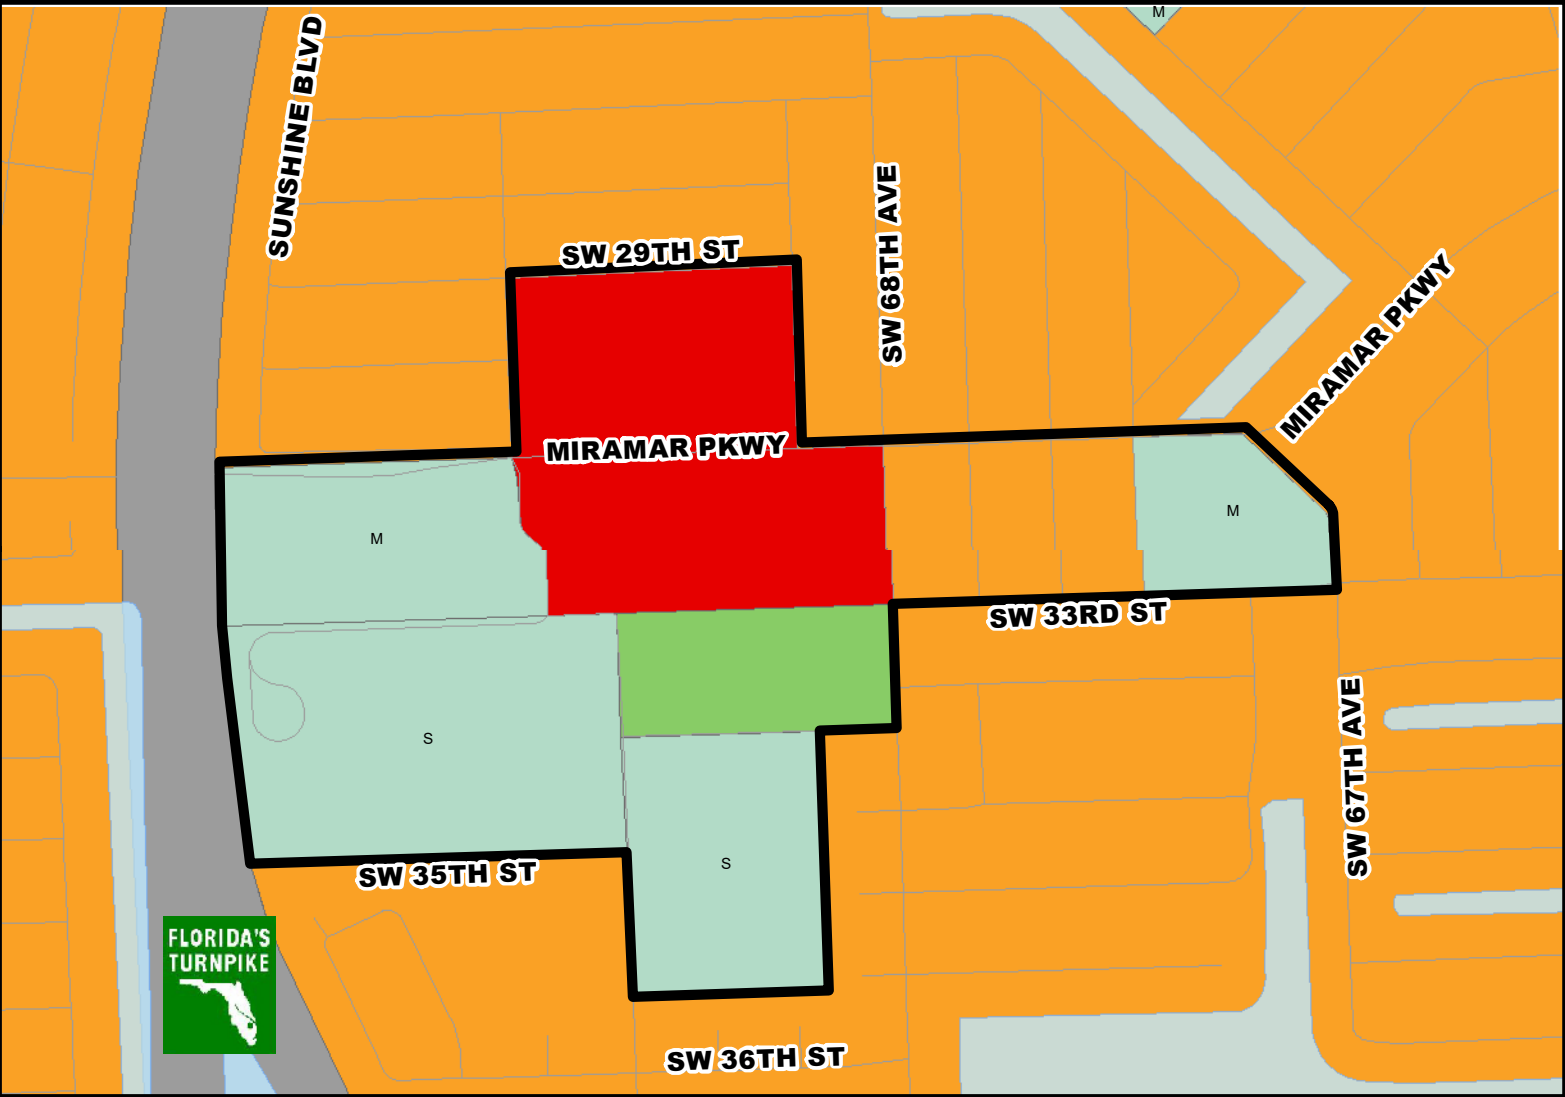 M
SUNSHINE BLVD
SW 68TH AVE
SW 29TH ST
MIRAMAR PKWY
MIRAMAR PKWY
M
M
SW 33RD ST
S
SW 67TH AVE
S
SW 35TH ST
FLORIDA'S
TURNPIKE
SW 36TH ST